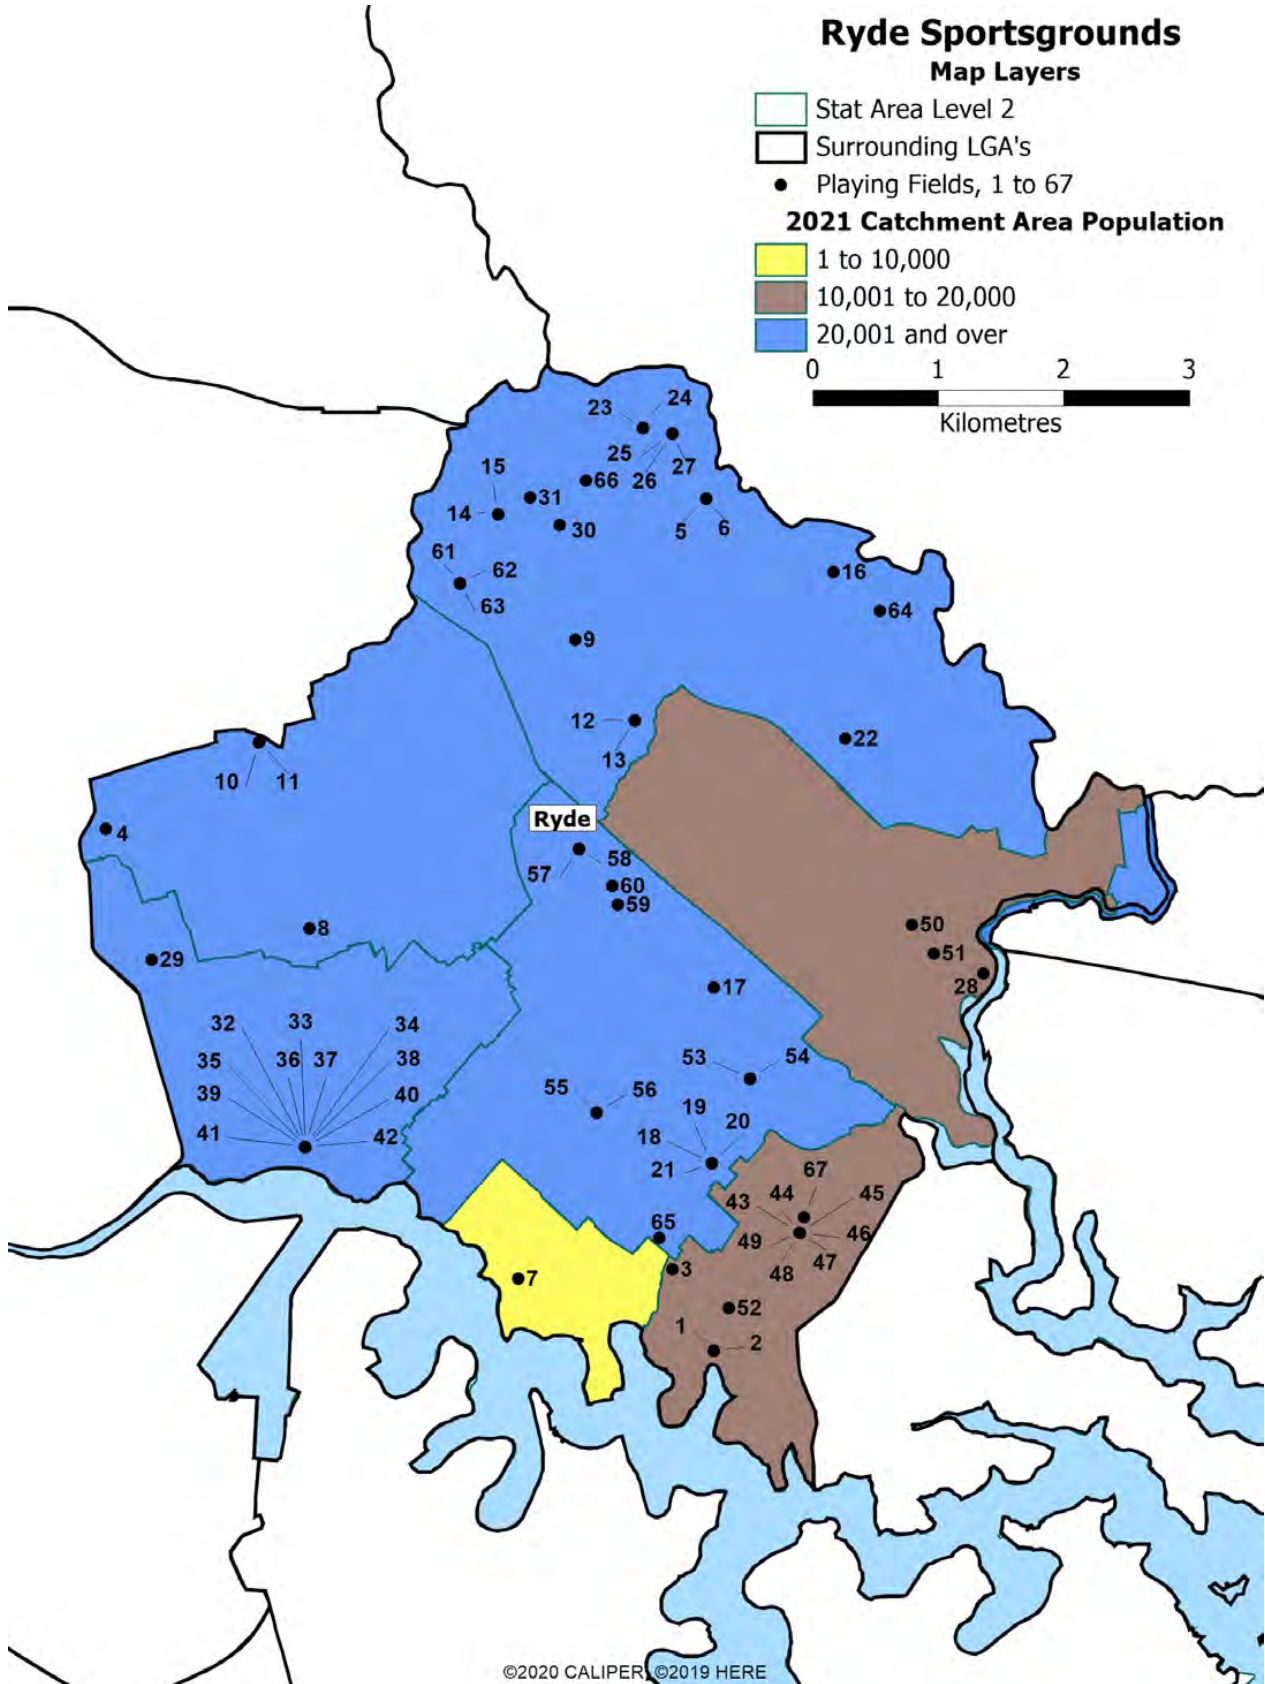 Ryde Sportsgrounds
Map Layers
Stat Area Level 2
Surrounding LGA's
Playing Fields, 1 to 67
2021 Catchment Area Population
1 to 10,000
10,001 to 20,000
20,001 and over
0 1 2 3
Kilometres
23 24
25 26 27
15
66
31
14
30
5 6
61
62
63
16
64
9
12
13
22
10 11
4
Ryde
57 58
60
59
8
29
50
51
28
17
32 33 34
35 36 37 38
39 40
41 42
53 54
55 56
19
20
18
21
67
43 44 45
49 46
48 47
65
3
7
52
1 2
©2020 CALIPER, ©2019 HERE